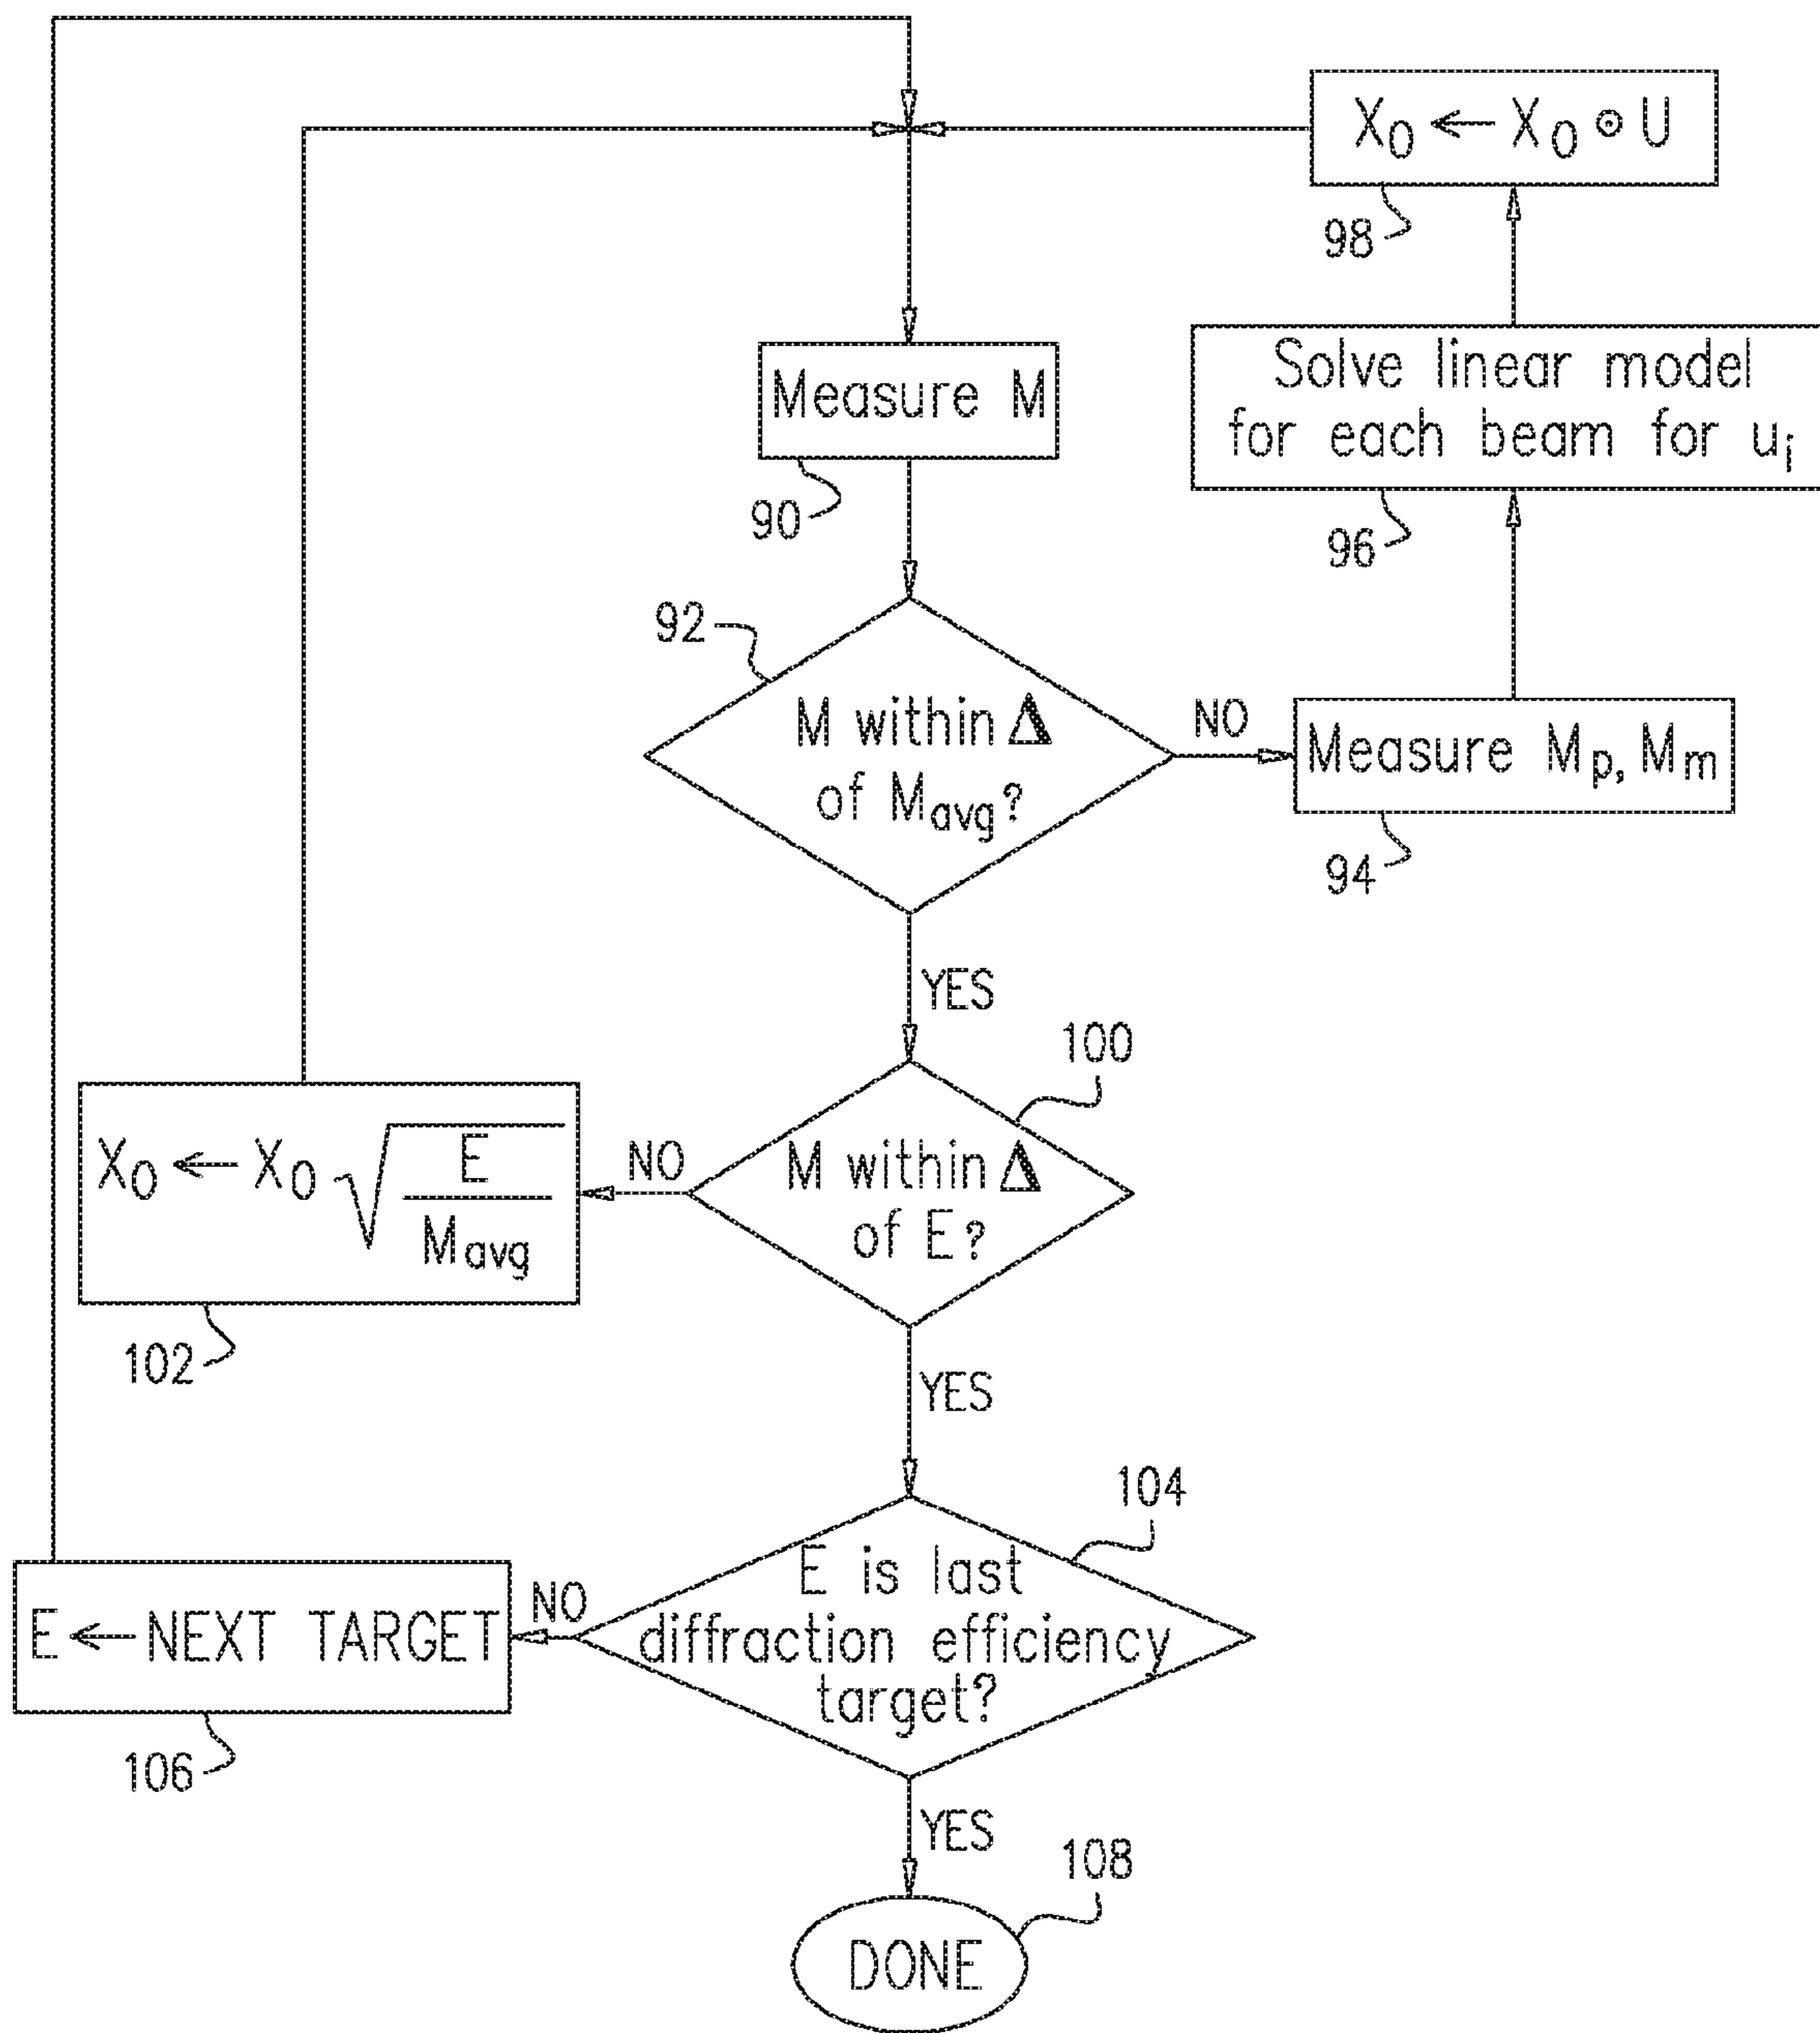 X₀ ← X₀ ⊙ U
98
Measure M
90
Solve linear model
for each beam for uᵢ
96
92
M within Δ
of Mavg?
NO
Measure Mp, Mm
94
YES
100
M within Δ
of E?
NO
X₀ ← X₀ √(E / Mavg)
102
YES
104
E is last
diffraction efficiency
target?
NO
E ← NEXT TARGET
106
YES
108
DONE